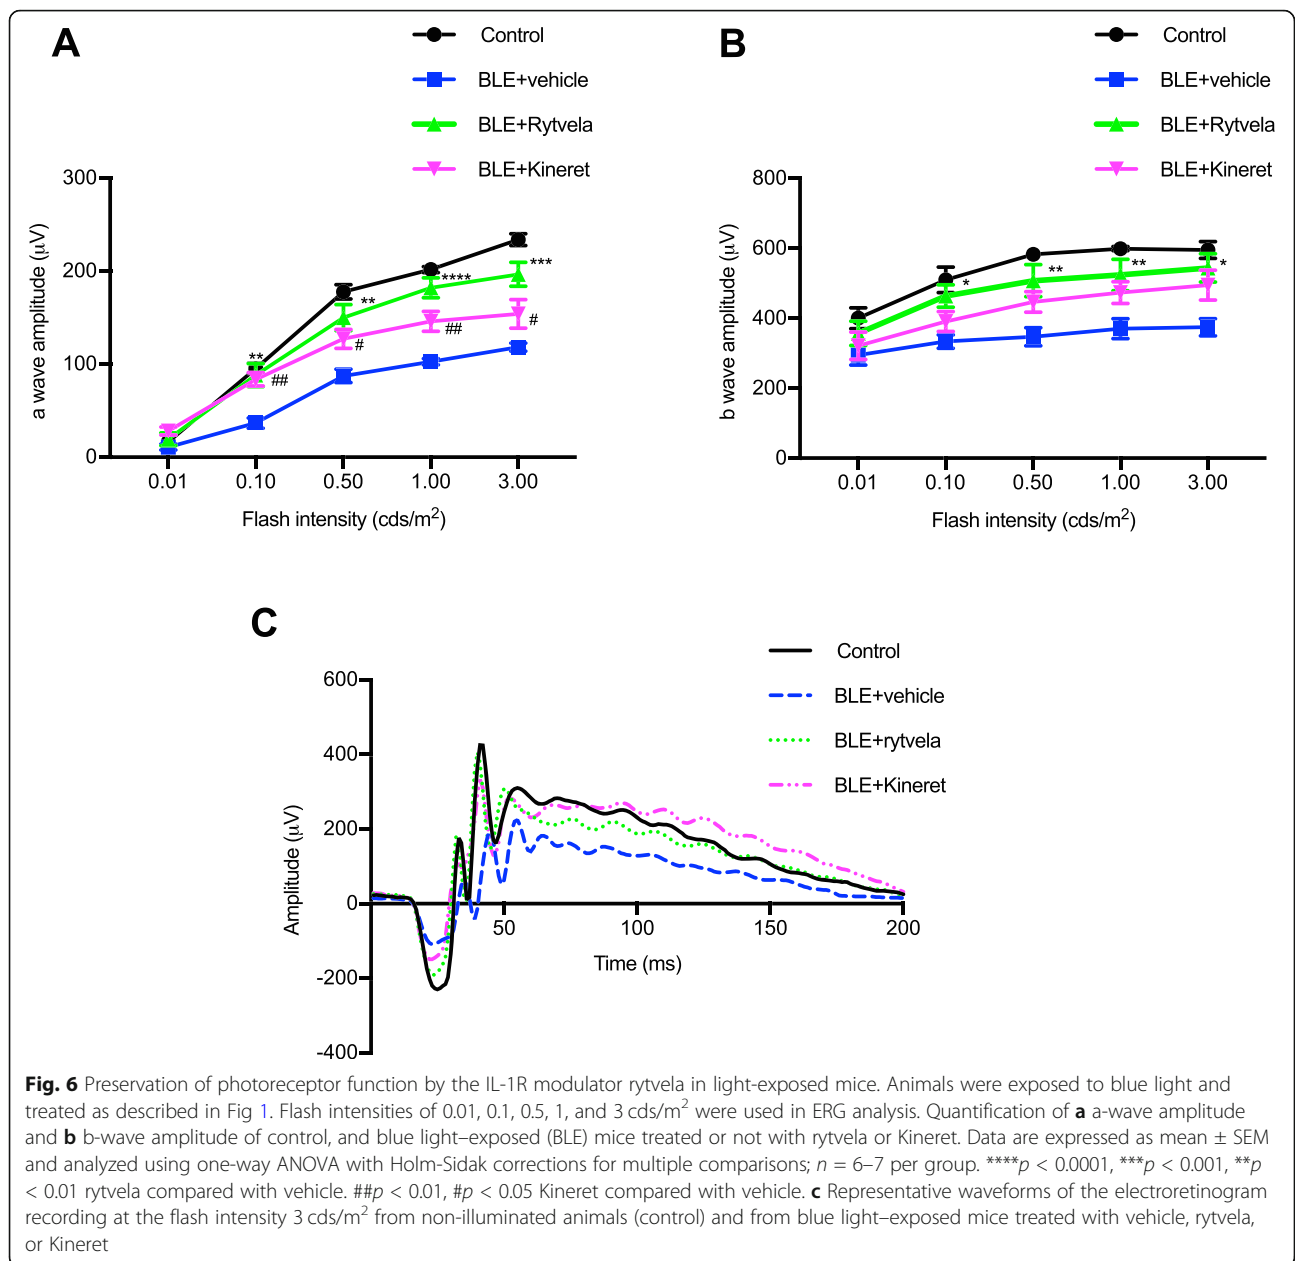 A
Control
BLE+vehicle
BLE+Rytvela
BLE+Kineret
300
200
100
0
a wave amplitude (µV)
**
##
**
#
****
##
***
#
0.01 0.10 0.50 1.00 3.00
Flash intensity (cds/m²)
B
Control
BLE+vehicle
BLE+Rytvela
BLE+Kineret
800
600
400
200
0
b wave amplitude (µV)
*
**
**
*
0.01 0.10 0.50 1.00 3.00
Flash intensity (cds/m²)
C
Control
BLE+vehicle
BLE+rytvela
BLE+Kineret
600
400
200
0
-200
-400
Amplitude (µV)
50 100 150 200
Time (ms)
Fig. 6 Preservation of photoreceptor function by the IL-1R modulator rytvela in light-exposed mice. Animals were exposed to blue light and
treated as described in Fig 1. Flash intensities of 0.01, 0.1, 0.5, 1, and 3 cds/m² were used in ERG analysis. Quantification of a a-wave amplitude
and b b-wave amplitude of control, and blue light–exposed (BLE) mice treated or not with rytvela or Kineret. Data are expressed as mean ± SEM
and analyzed using one-way ANOVA with Holm-Sidak corrections for multiple comparisons; n = 6–7 per group. ****p < 0.0001, ***p < 0.001, **p
< 0.01 rytvela compared with vehicle. ##p < 0.01, #p < 0.05 Kineret compared with vehicle. c Representative waveforms of the electroretinogram
recording at the flash intensity 3 cds/m² from non-illuminated animals (control) and from blue light–exposed mice treated with vehicle, rytvela,
or Kineret